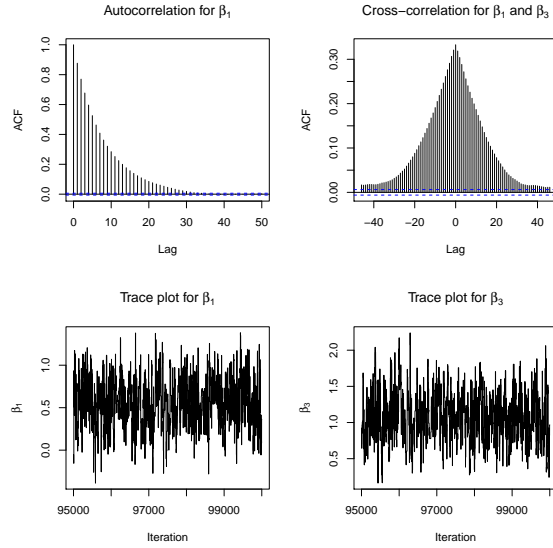 Autocorrelation for β₁
ACF
0.0 0.2 0.4 0.6 0.8 1.0
0 10 20 30 40 50
Lag
Cross−correlation for β₁ and β₃
ACF
0.00 0.10 0.20 0.30
−40 −20 0 20 40
Lag
Trace plot for β₁
β₁
0.0 0.5 1.0
95000 97000 99000
Iteration
Trace plot for β₃
β₃
0.5 1.0 1.5 2.0
95000 97000 99000
Iteration